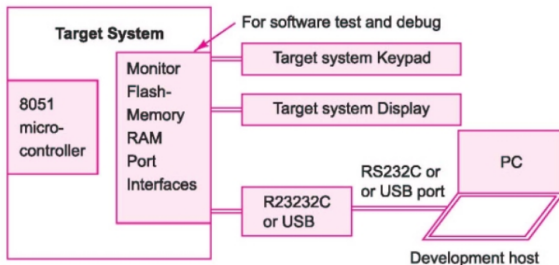 For software test and debug
Target System
Monitor
Flash-
Memory
RAM
Port
Interfaces
8051
micro-
controller
Target system Keypad
Target system Display
R23232C
or USB
RS232C or
or USB port
PC
Development host